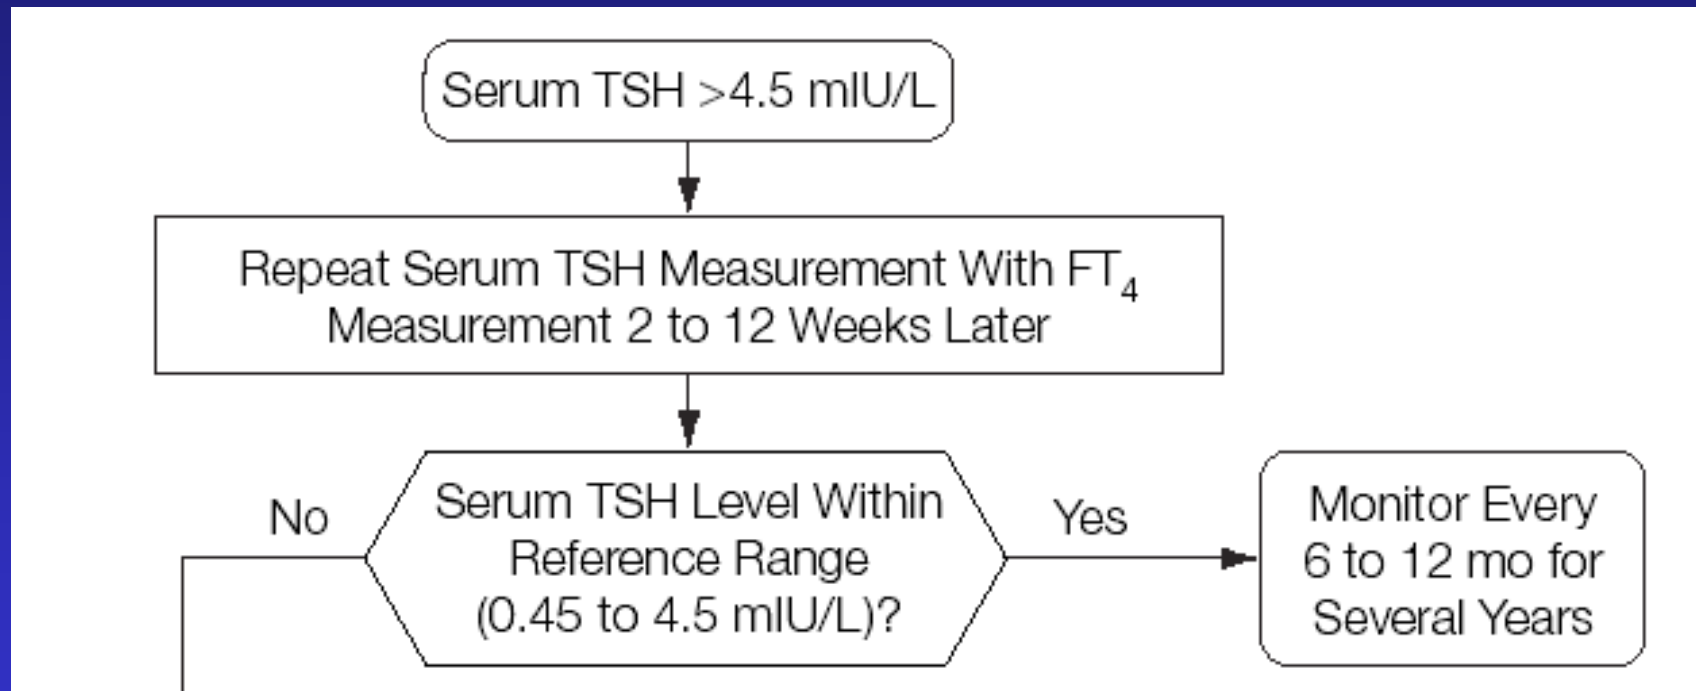 Serum TSH >4.5 mIU/L
Repeat Serum TSH Measurement With FT₄
Measurement 2 to 12 Weeks Later
No
Serum TSH Level Within
Reference Range
(0.45 to 4.5 mIU/L)?
Yes
Monitor Every
6 to 12 mo for
Several Years